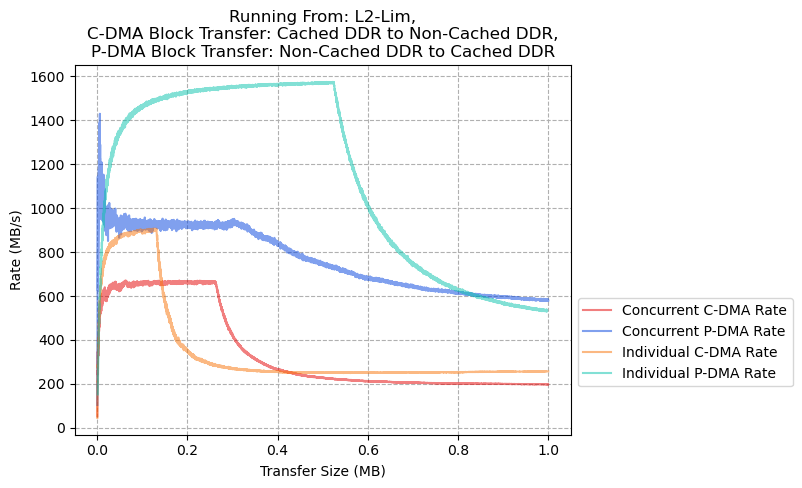 Running From: L2-Lim,
C-DMA Block Transfer: Cached DDR to Non-Cached DDR,
P-DMA Block Transfer: Non-Cached DDR to Cached DDR
1600
1400
1200
1000
800
600
400
200
0
Rate (MB/s)
0.0 0.2 0.4 0.6 0.8 1.0
Transfer Size (MB)
Concurrent C-DMA Rate
Concurrent P-DMA Rate
Individual C-DMA Rate
Individual P-DMA Rate